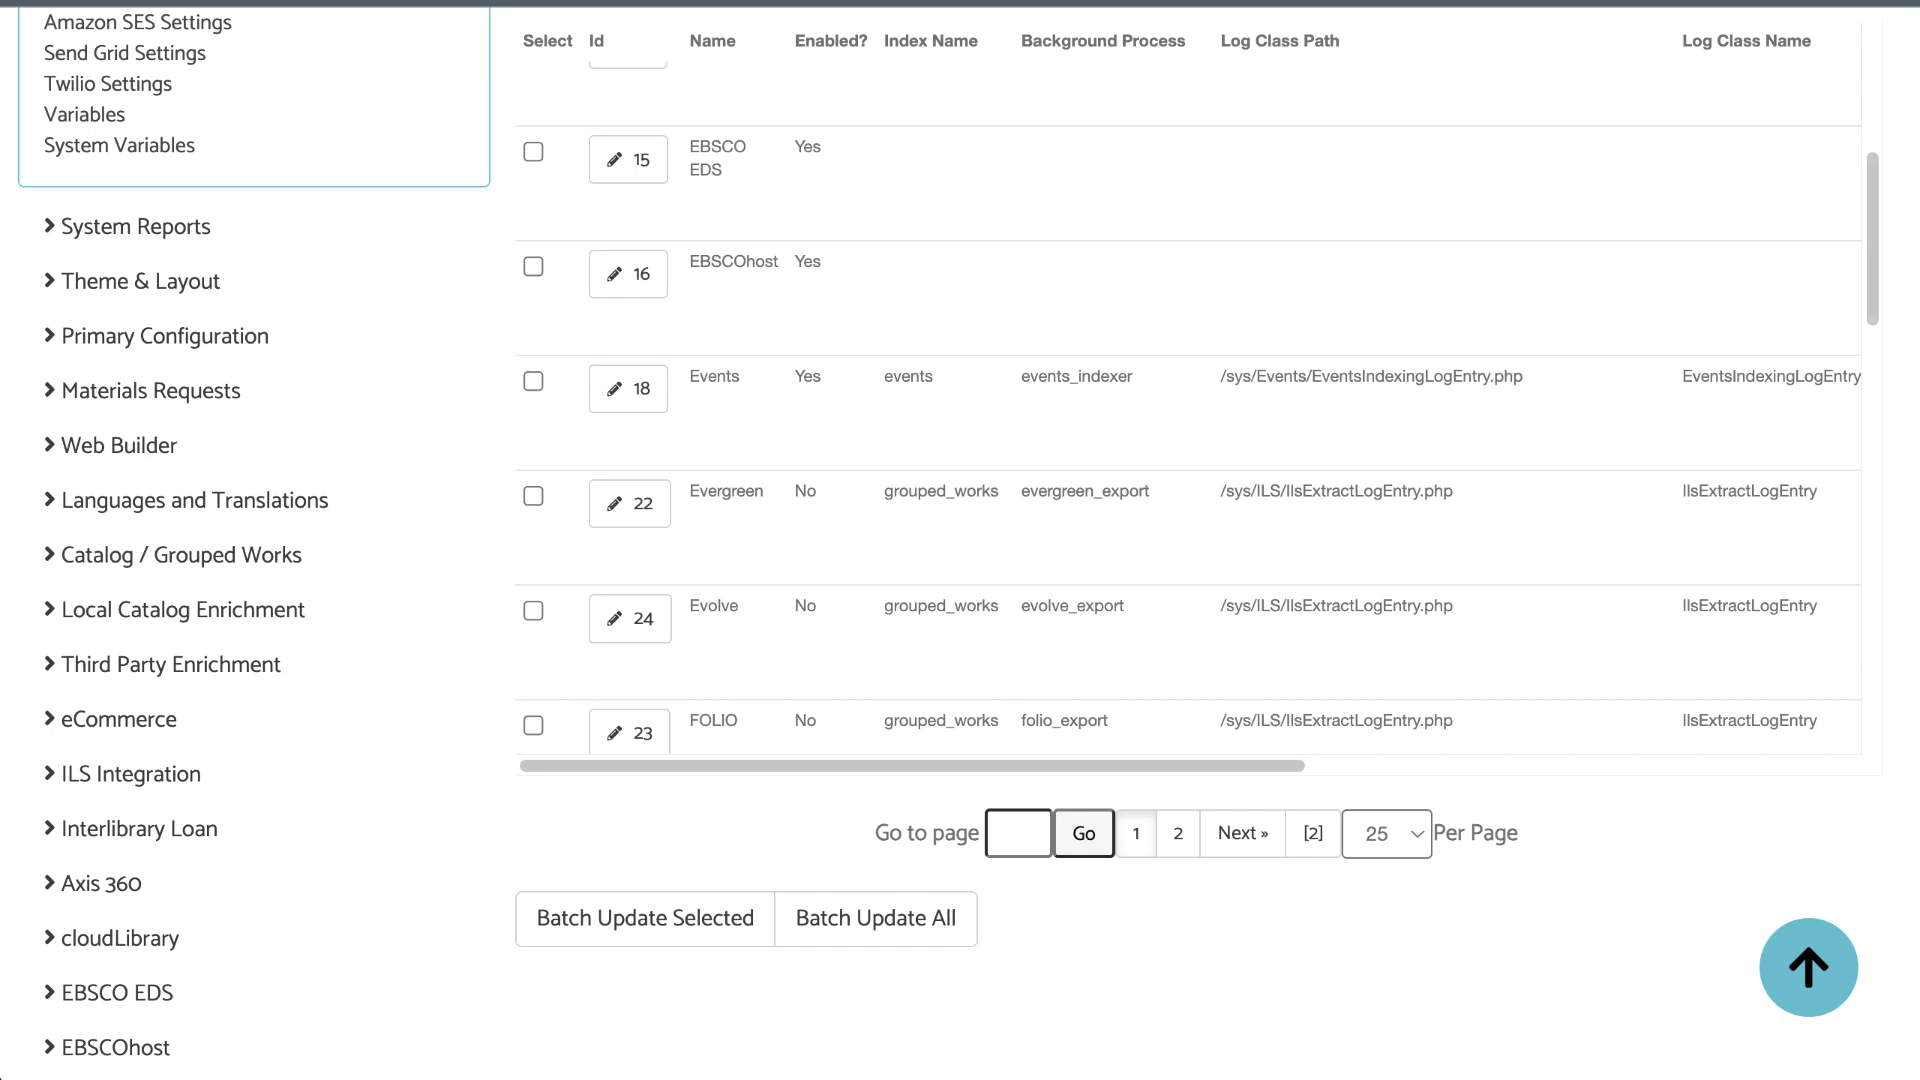 Amazon SES Settings
Send Grid Settings
Twilio Settings
Variables
System Variables
System Reports
Theme & Layout
Primary Configuration
Materials Requests
Web Builder
Languages and Translations
Catalog / Grouped Works
Local Catalog Enrichment
Third Party Enrichment
eCommerce
ILS Integration
Interlibrary Loan
Axis 360
cloudLibrary
EBSCO EDS
EBSCOhost
Select Id Name Enabled? Index Name Background Process Log Class Path Log Class Name
15 EBSCO EDS Yes
16 EBSCOhost Yes
18 Events Yes events events_indexer /sys/Events/EventsIndexingLogEntry.php EventsIndexingLogEntry
22 Evergreen No grouped_works evergreen_export /sys/ILS/IlsExtractLogEntry.php IlsExtractLogEntry
24 Evolve No grouped_works evolve_export /sys/ILS/IlsExtractLogEntry.php IlsExtractLogEntry
23 FOLIO No grouped_works folio_export /sys/ILS/IlsExtractLogEntry.php IlsExtractLogEntry
Go to page Go 1 2 Next » [2] 25 Per Page
Batch Update Selected Batch Update All